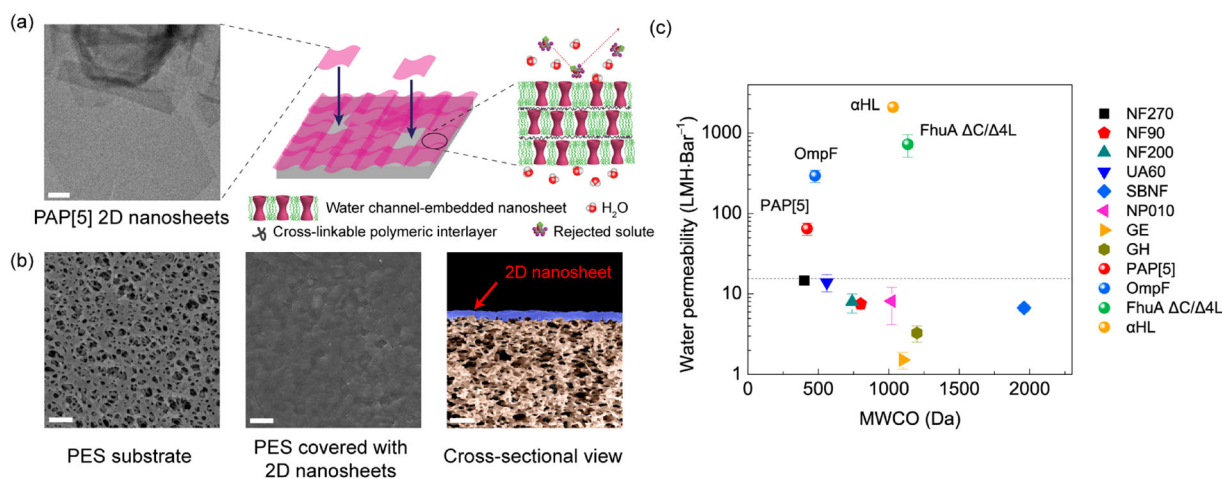 (a)
PAP[5] 2D nanosheets
Water channel-embedded nanosheet
H₂O
Cross-linkable polymeric interlayer
Rejected solute
(b)
PES substrate
PES covered with
2D nanosheets
2D nanosheet
Cross-sectional view
(c)
Water permeability (LMH·Bar⁻¹)
1000
100
10
1
αHL
FhuA ΔC/Δ4L
OmpF
PAP[5]
0
500
1000
1500
2000
MWCO (Da)
NF270
NF90
NF200
UA60
SBNF
NP010
GE
GH
PAP[5]
OmpF
FhuA ΔC/Δ4L
αHL